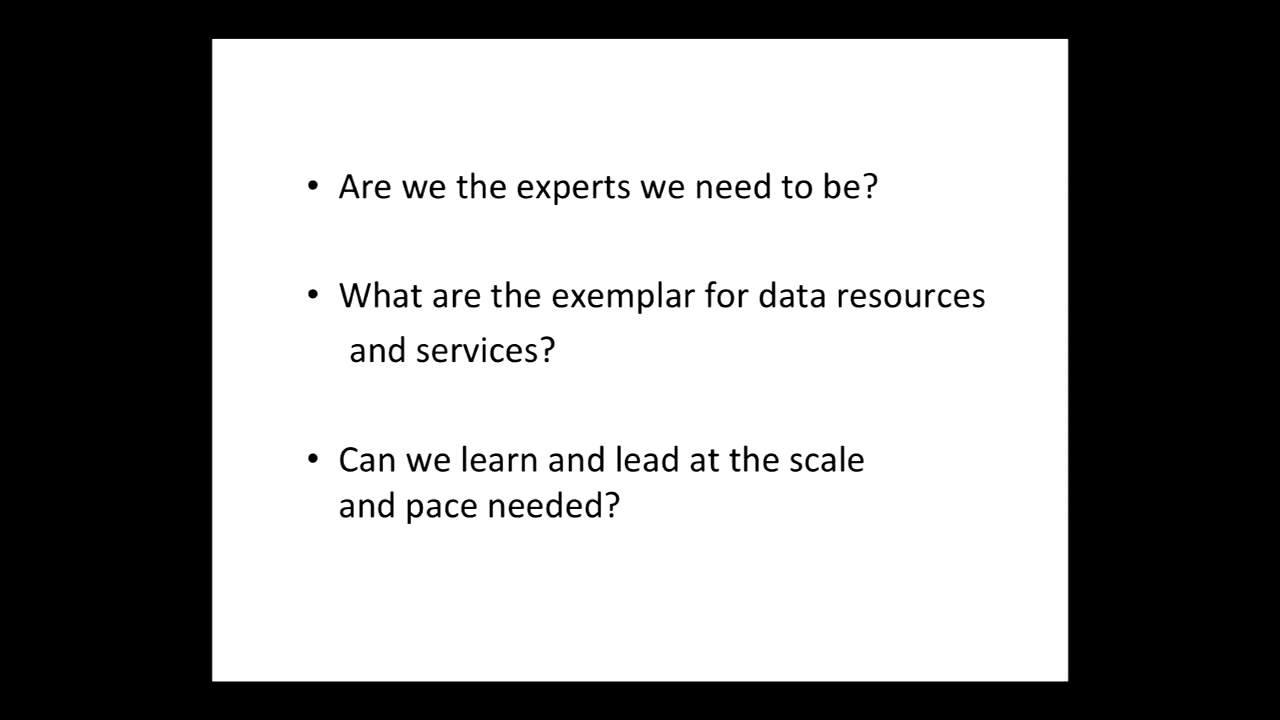 • Are we the experts we need to be?
• What are the exemplar for data resources
and services?
• Can we learn and lead at the scale
and pace needed?